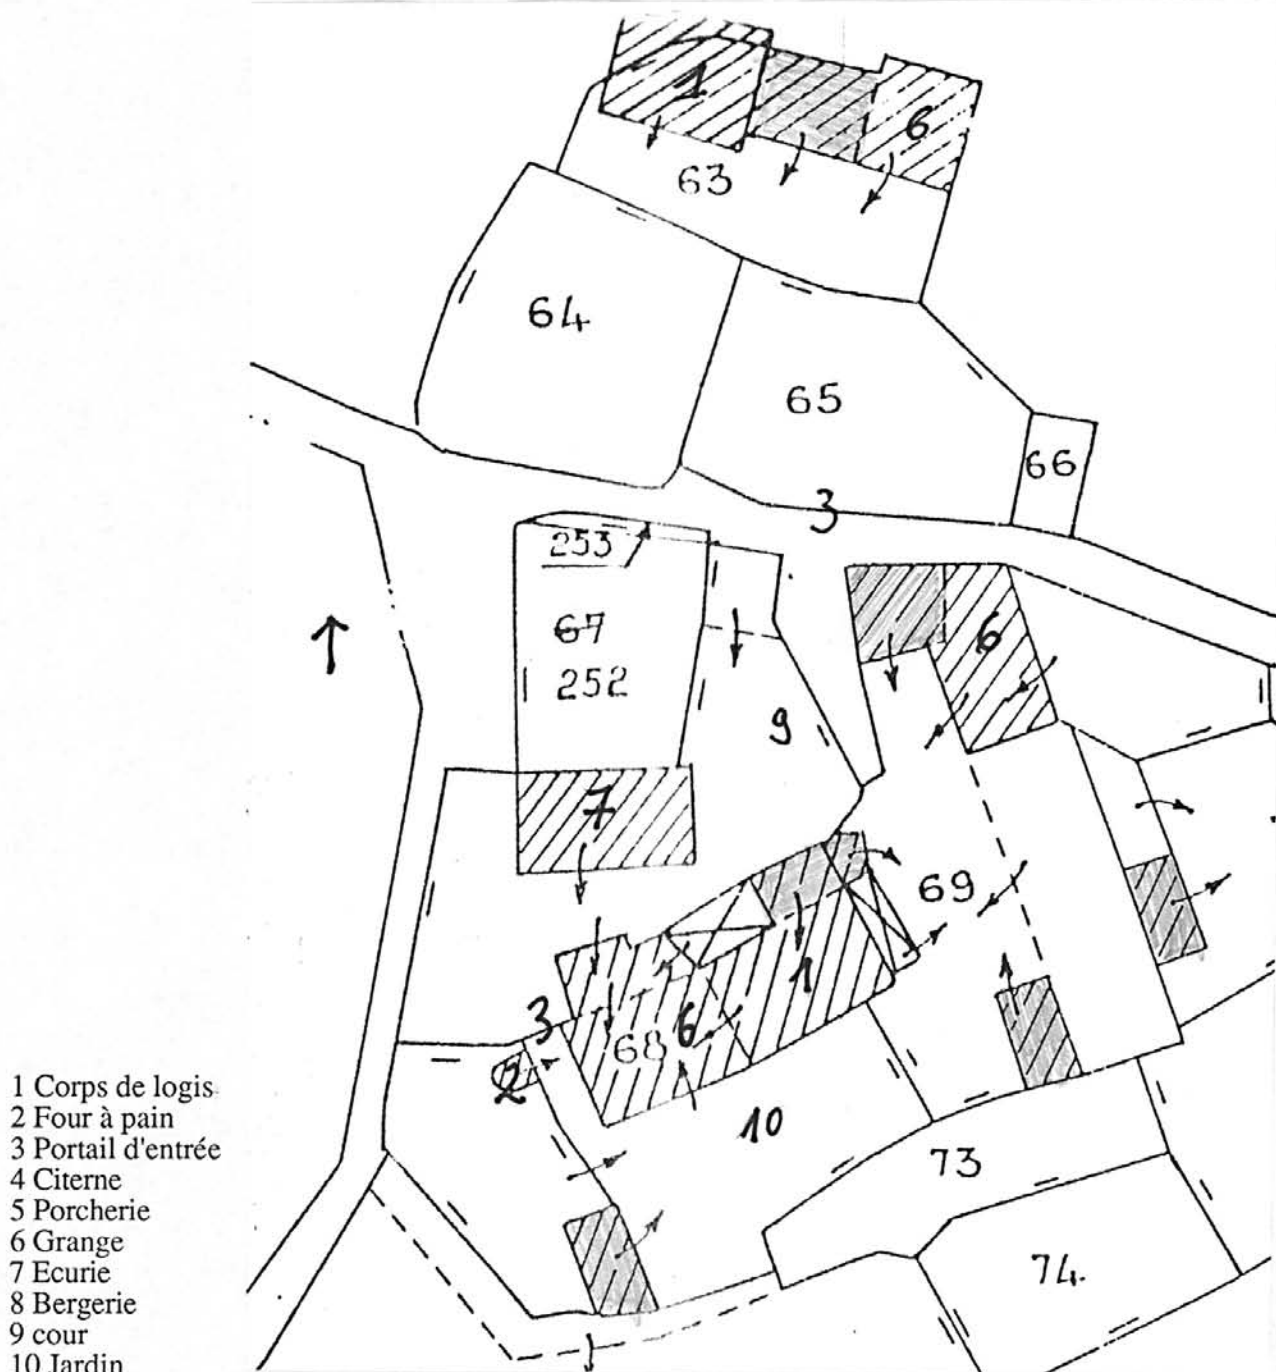 1
6
63
64
65
66
3
253
67
252
6
9
7
69
1
3
6
68
2
10
73
74
1 Corps de logis
2 Four à pain
3 Portail d'entrée
4 Citerne
5 Porcherie
6 Grange
7 Ecurie
8 Bergerie
9 cour
10 Jardin